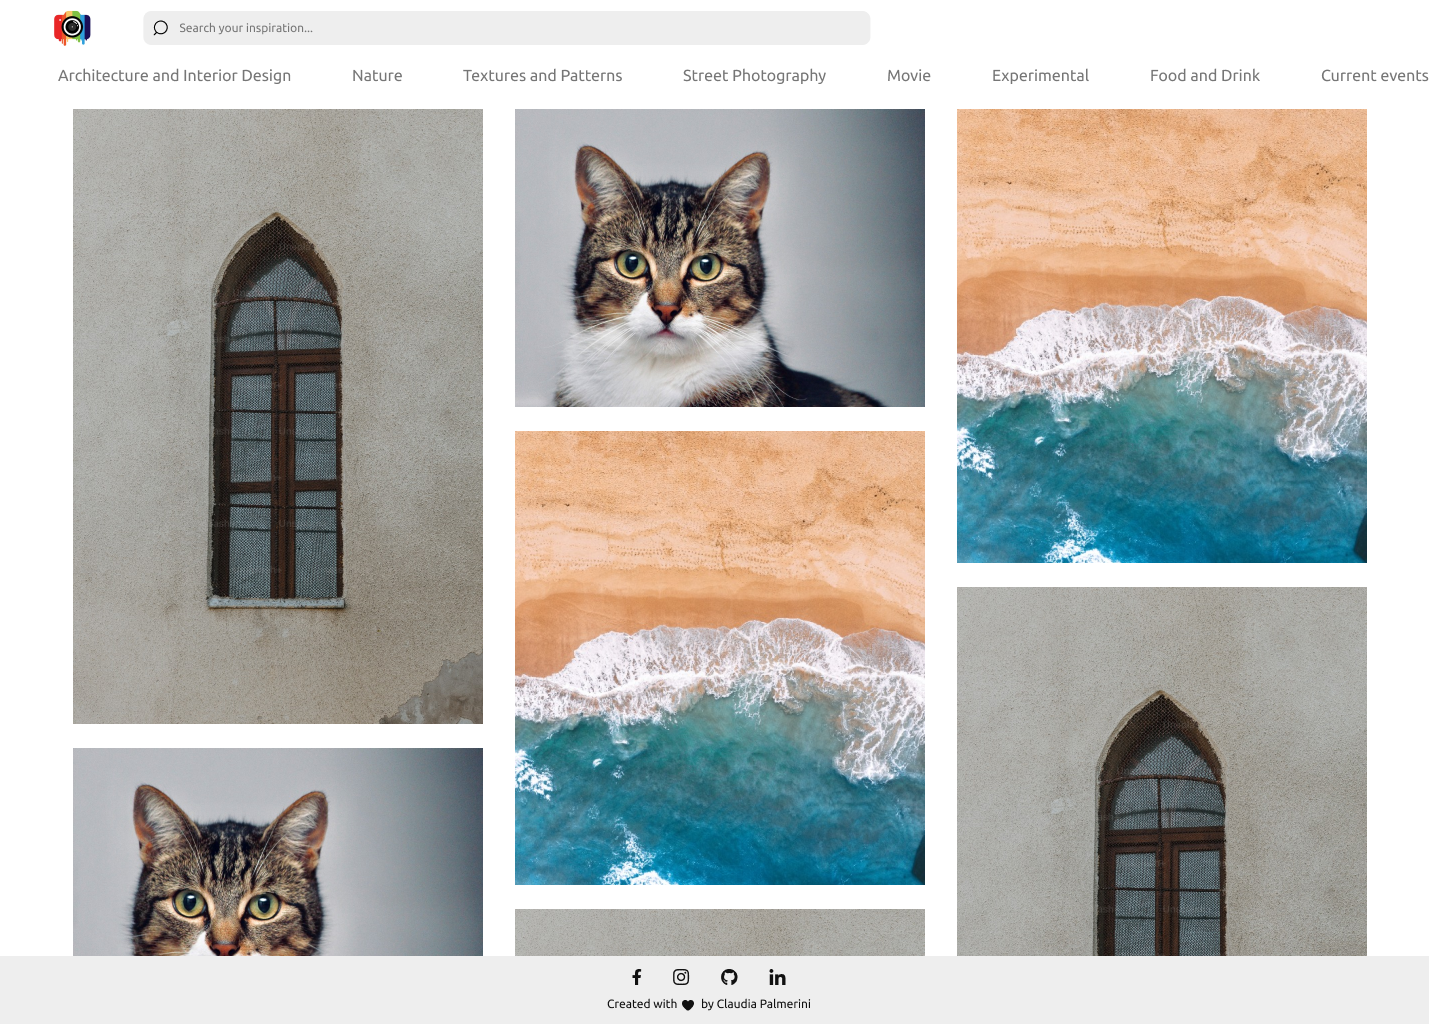 Search your inspiration...
Architecture and Interior Design Nature Textures and Patterns Street Photography Movie Experimental Food and Drink Current events
Created with by Claudia Palmerini